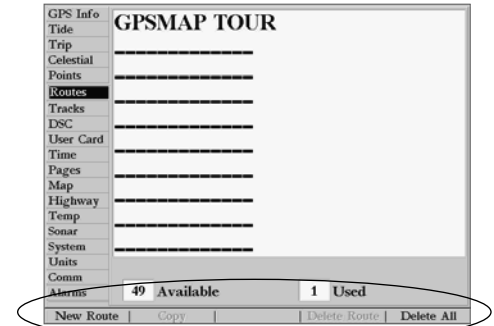 GPS Info
Tide
Trip
Celestial
Points
Routes
Tracks
DSC
User Card
Time
Pages
Map
Highway
Temp
Sonar
System
Units
Comm
Alarms
GPSMAP TOUR
49 Available 1 Used
New Route | Copy | | Delete Route | Delete All